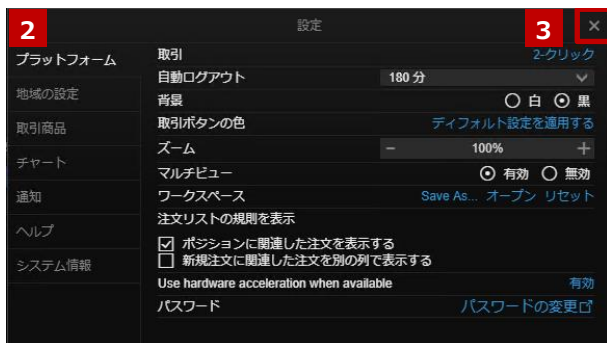 2
設定
3
×
プラットフォーム
地域の設定
取引商品
チャート
通知
ヘルプ
システム情報
取引 2-クリック
自動ログアウト 180 分
背景 白 黒
取引ボタンの色 ディフォルト設定を適用する
ズーム − 100% +
マルチビュー 有効 無効
ワークスペース Save As... オープン リセット
注文リストの規則を表示
ポジションに関連した注文を表示する
新規注文に関連した注文を別の列で表示する
Use hardware acceleration when available 有効
パスワード パスワードの変更